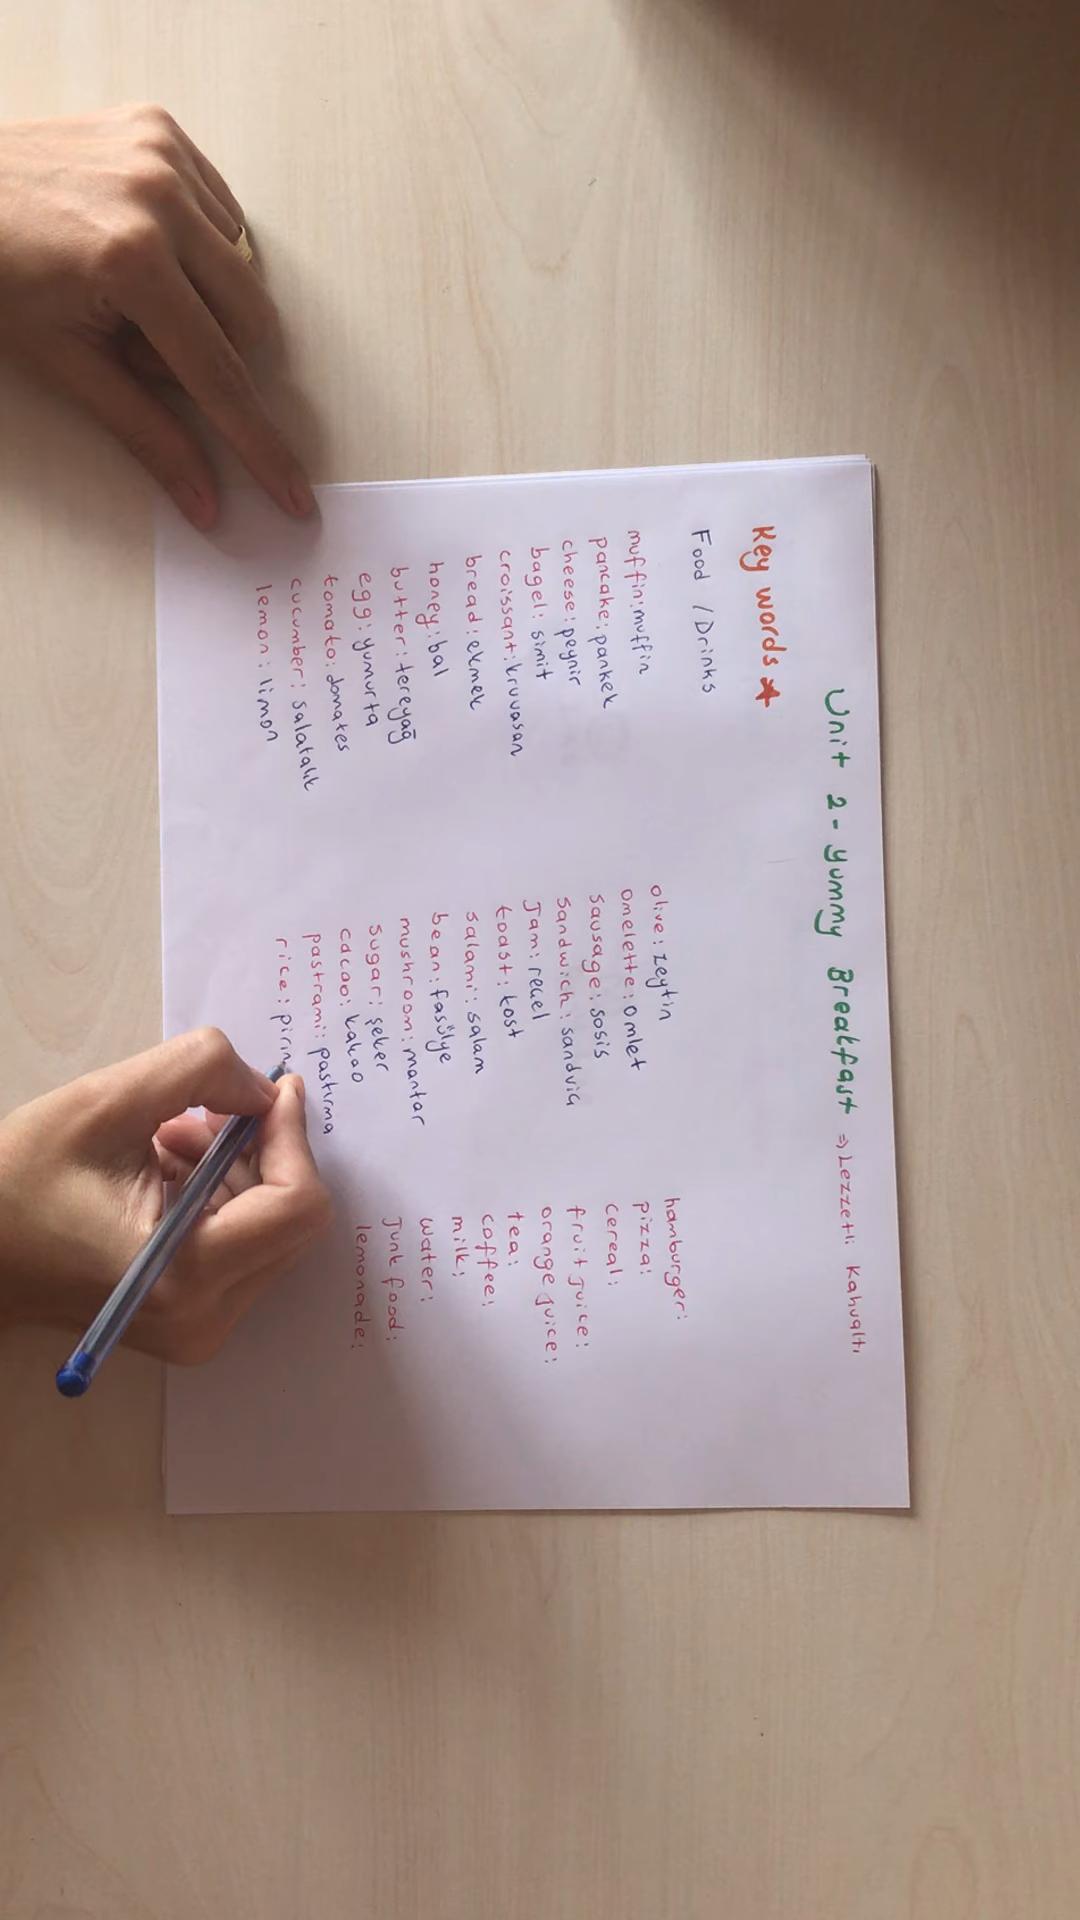 Unit 2 - Yummy Breakfast => Lezzetli Kahvaltı
Key words ★
Food / Drinks
muffin: muffin
pancake: pankek
cheese: peynir
bagel: simit
croissant: kruvasan
bread: ekmek
honey: bal
butter: tereyağ
egg: yumurta
tomato: domates
cucumber: salatalık
lemon: limon
olive: zeytin
omelette: omlet
sausage: sosis
sandwich: sandviç
Jam: reçel
toast: tost
salami: salam
bean: fasülye
mushroom: mantar
sugar: şeker
cacao: kakao
pastrami: pastırma
rice: pirin
hamburger:
pizza:
cereal:
fruit juice:
orange juice:
tea:
coffee:
milk:
water:
Junk food:
lemonade: